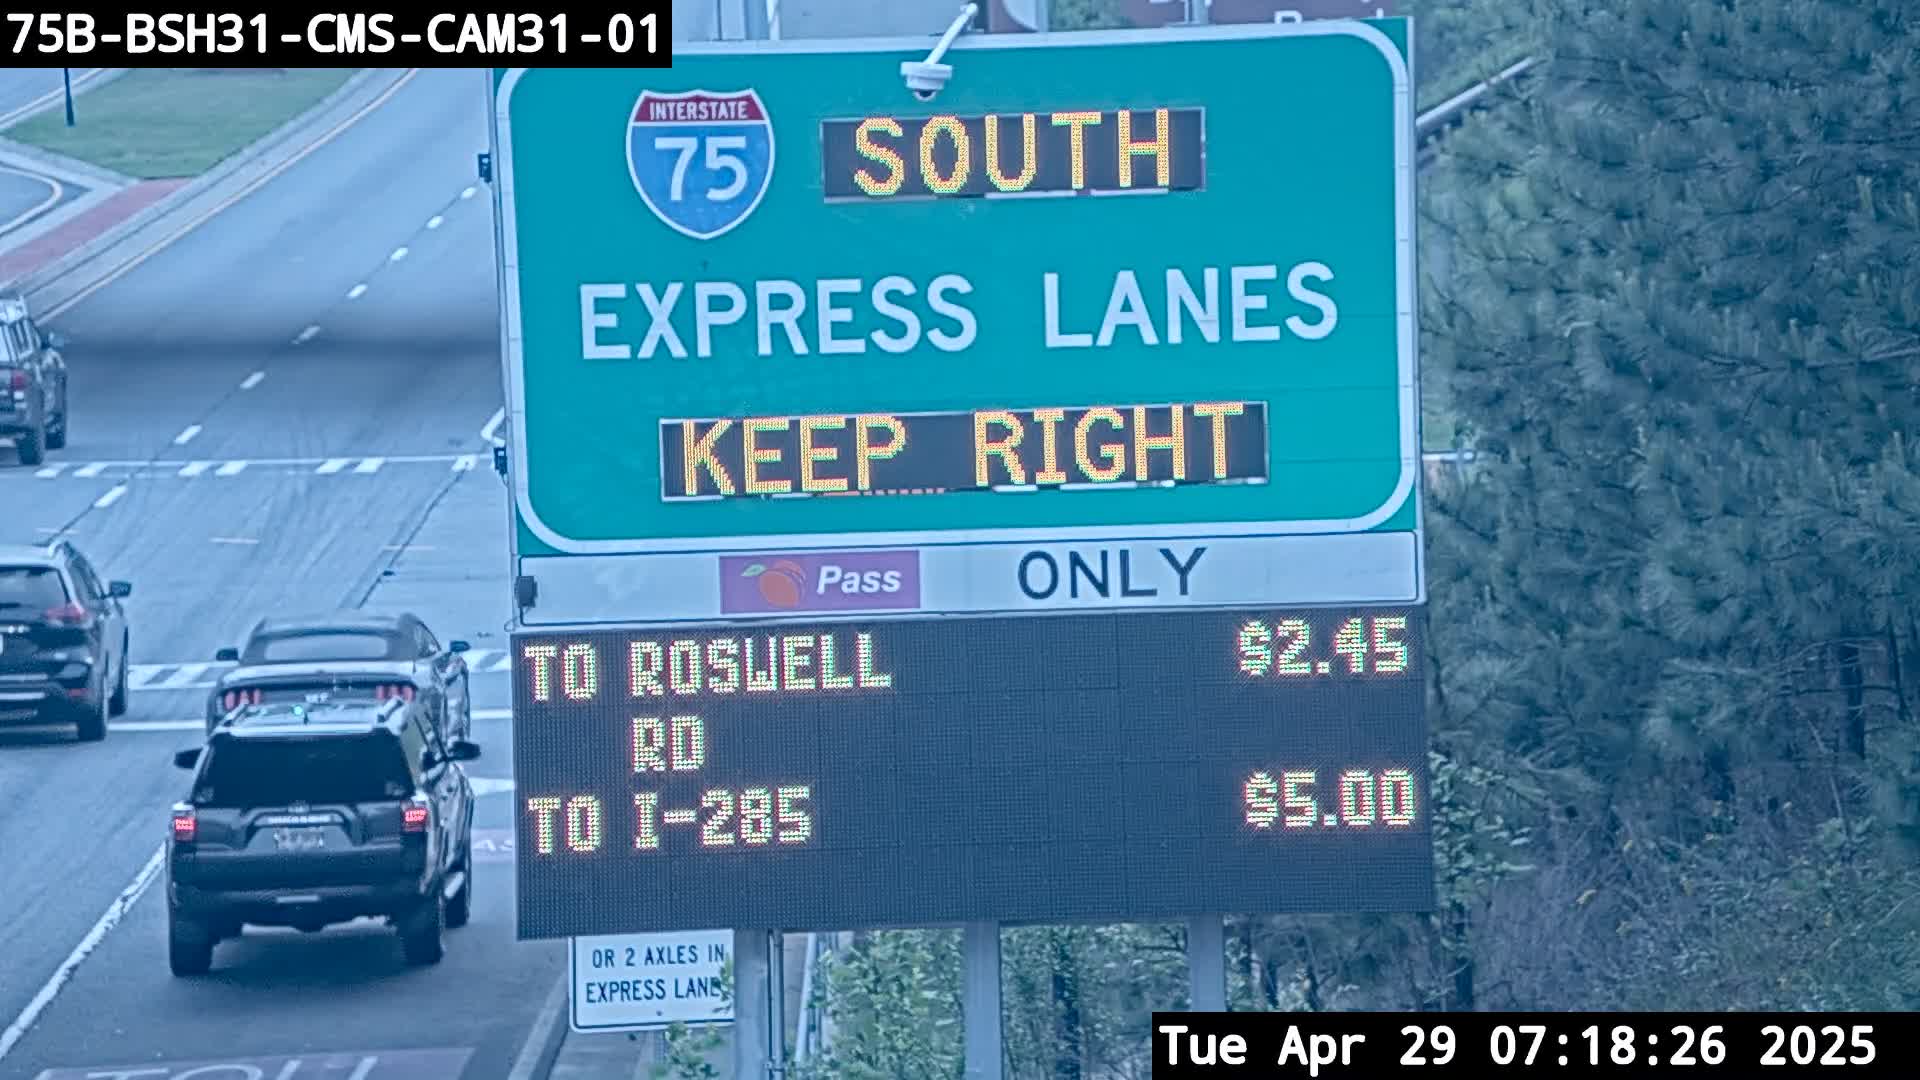 75B-BSH31-CMS-CAM31-01
INTERSTATE
75
SOUTH
EXPRESS LANES
KEEP RIGHT
Pass ONLY
TO ROSWELL $2.45
RD
TO I-285 $5.00
OR 2 AXLES IN
EXPRESS LANE
TOLL
Tue Apr 29 07:18:26 2025